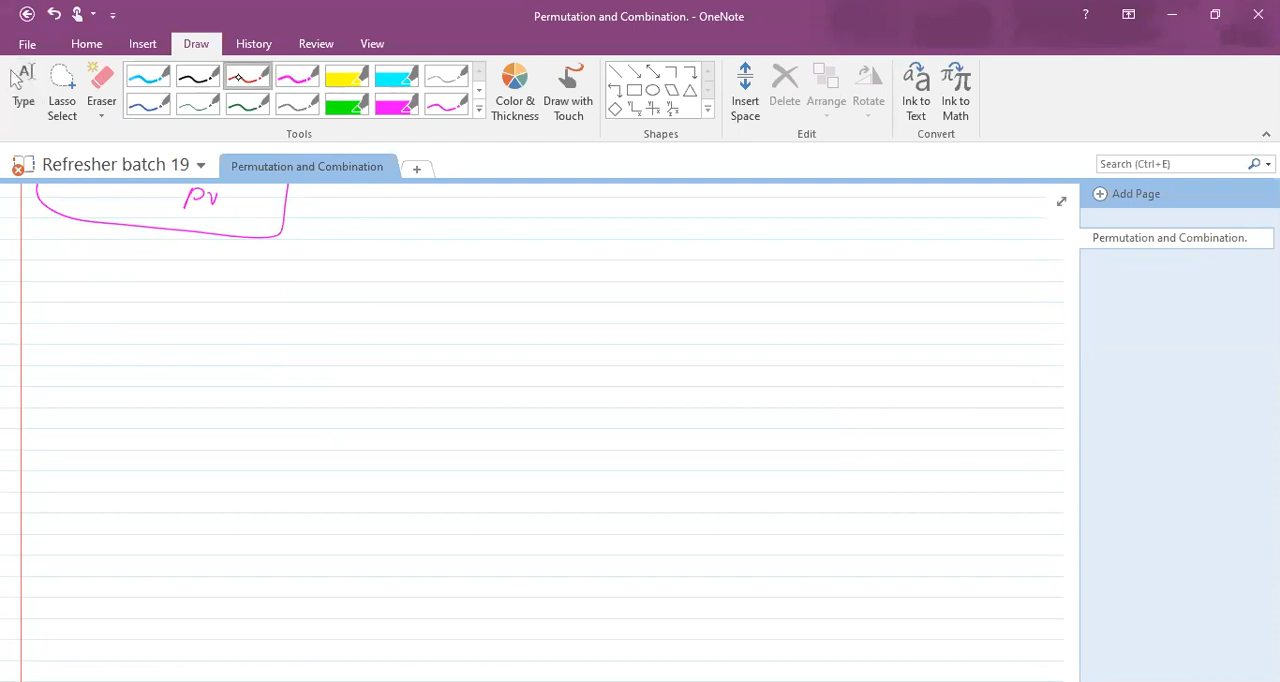 Permutation and Combination. - OneNote
?
File
Home
Insert
Draw
History
Review
View
Type
Lasso Select
Eraser
Color & Thickness
Draw with Touch
Insert Space
Delete
Arrange
Rotate
Ink to Text
Ink to Math
Tools
Shapes
Edit
Convert
Refresher batch 19
Permutation and Combination
Search (Ctrl+E)
Add Page
Permutation and Combination.